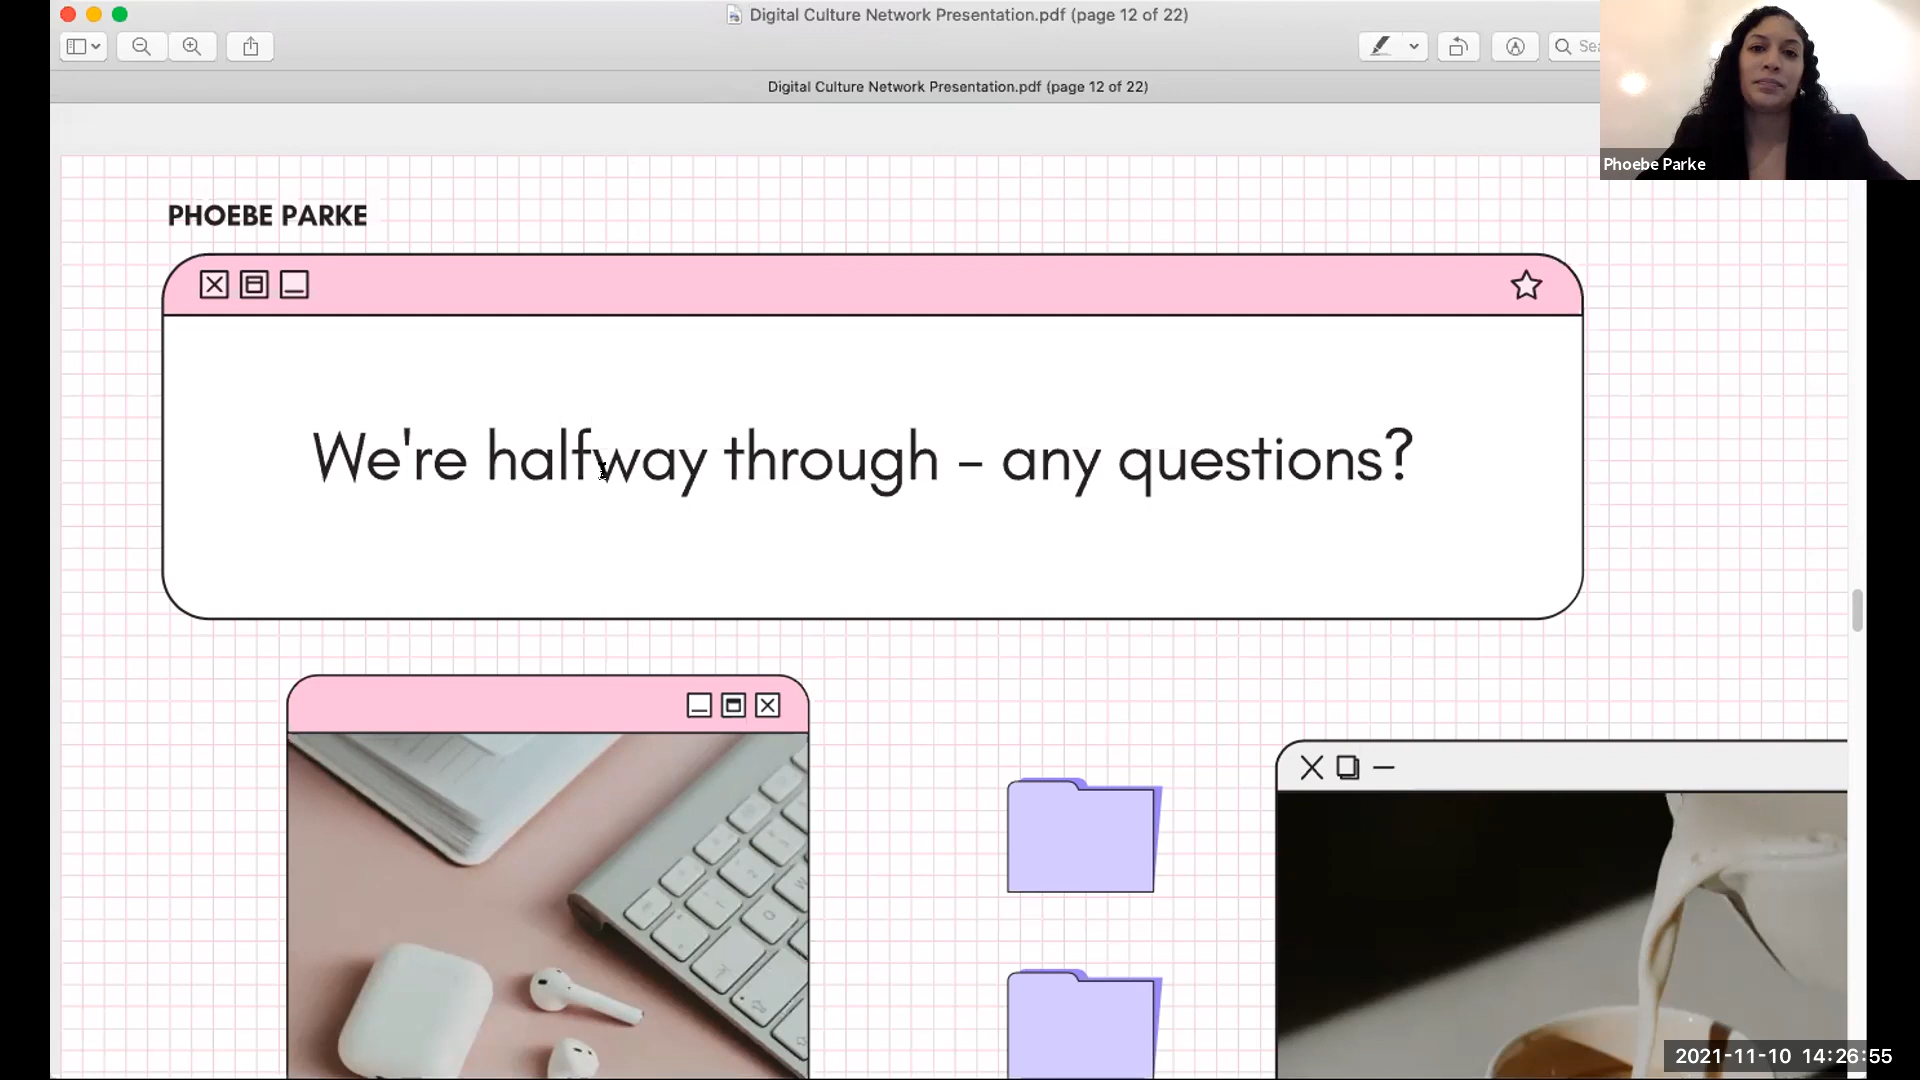 Digital Culture Network Presentation.pdf (page 12 of 22)
Digital Culture Network Presentation.pdf (page 12 of 22)
Phoebe Parke
PHOEBE PARKE
We're halfway through – any questions?
2021-11-10 14:26:55